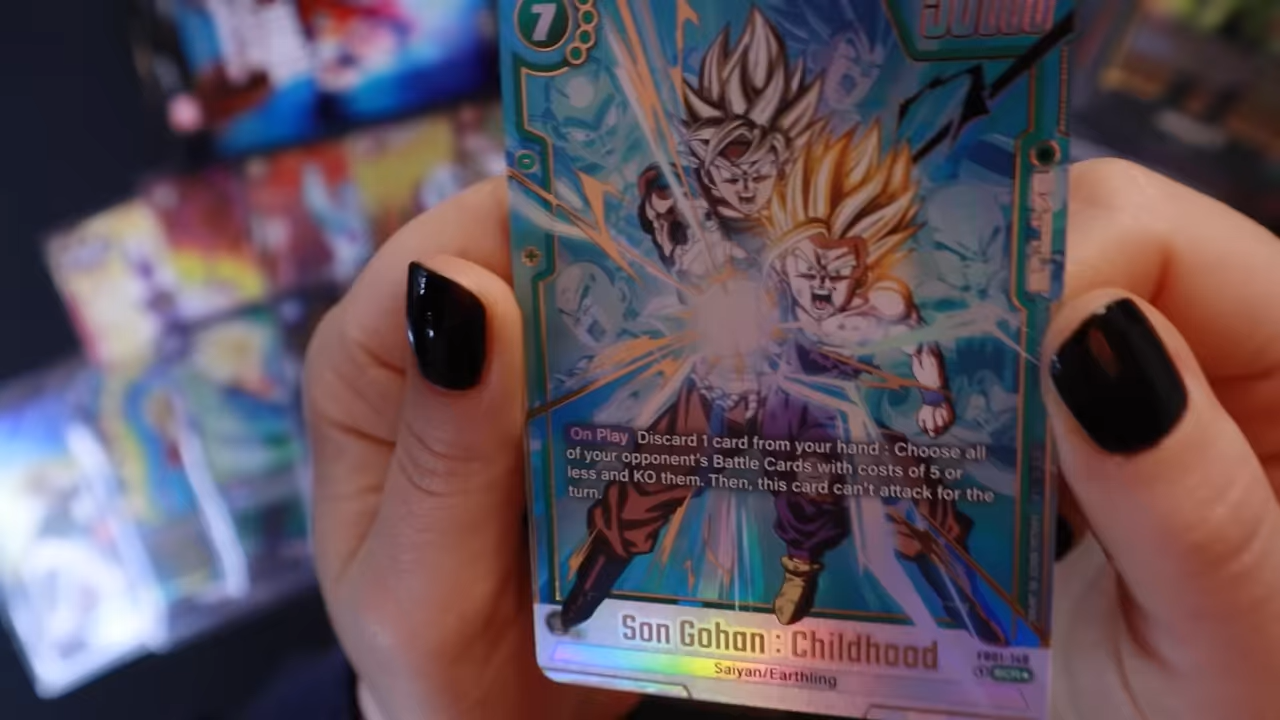 7
On Play Discard 1 card from your hand : Choose all
of your opponent's Battle Cards with costs of 5 or
less and KO them. Then, this card can't attack for the
turn.
Son Gohan : Childhood
Saiyan/Earthling